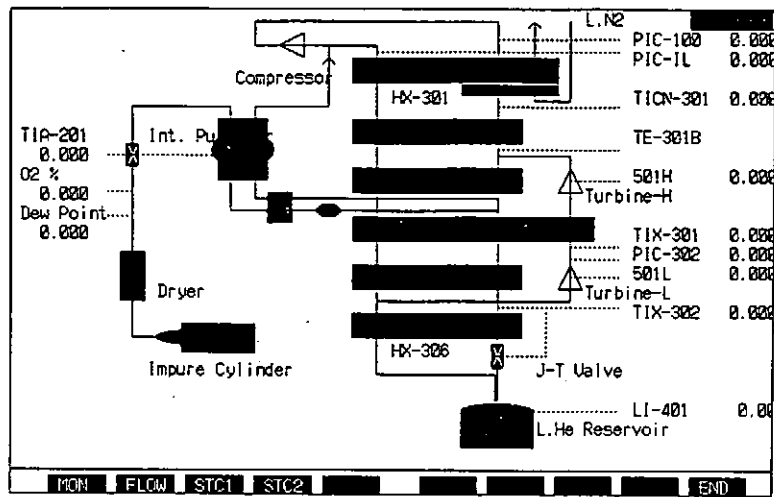 L.N2
PIC-100 0.000
PIC-IL 0.000
Compressor
HX-301
TICN-301 0.000
TIA-201
0.000
Int. Pu
TE-301B
O2 %
0.000
501H 0.000
Turbine-H
Dew Point
0.000
TIX-301 0.000
PIC-302 0.000
501L 0.000
Dryer
Turbine-L
TIX-302 0.000
HX-306
Impure Cylinder
J-T Valve
LI-401 0.00
L.He Reservoir
MON FLOW STC1 STC2 END